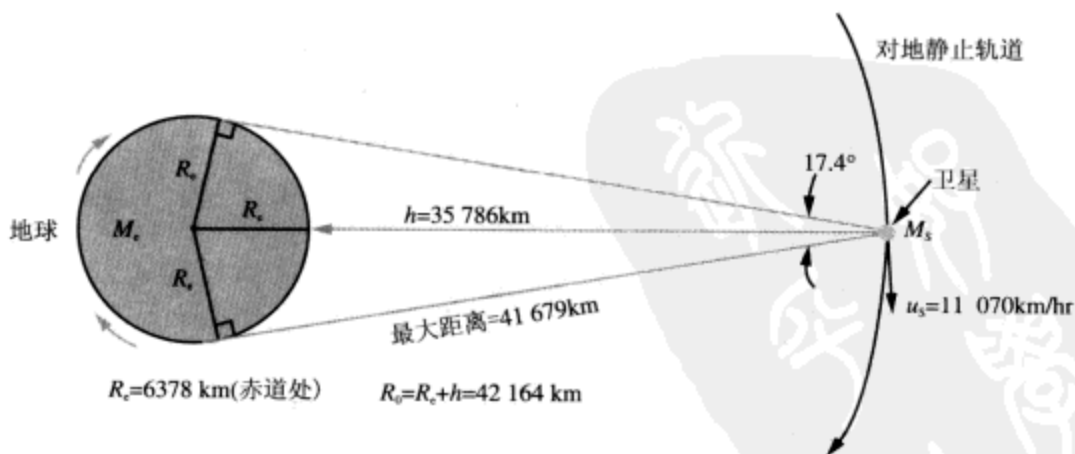 对地静止轨道
17.4°
卫星
Rₑ
Rₑ
h=35 786km
地球
Mₑ
Mₛ
Rₑ
最大距离=41 679km
uₛ=11 070km/hr
Rₑ=6378 km(赤道处)
R₀=Rₑ+h=42 164 km